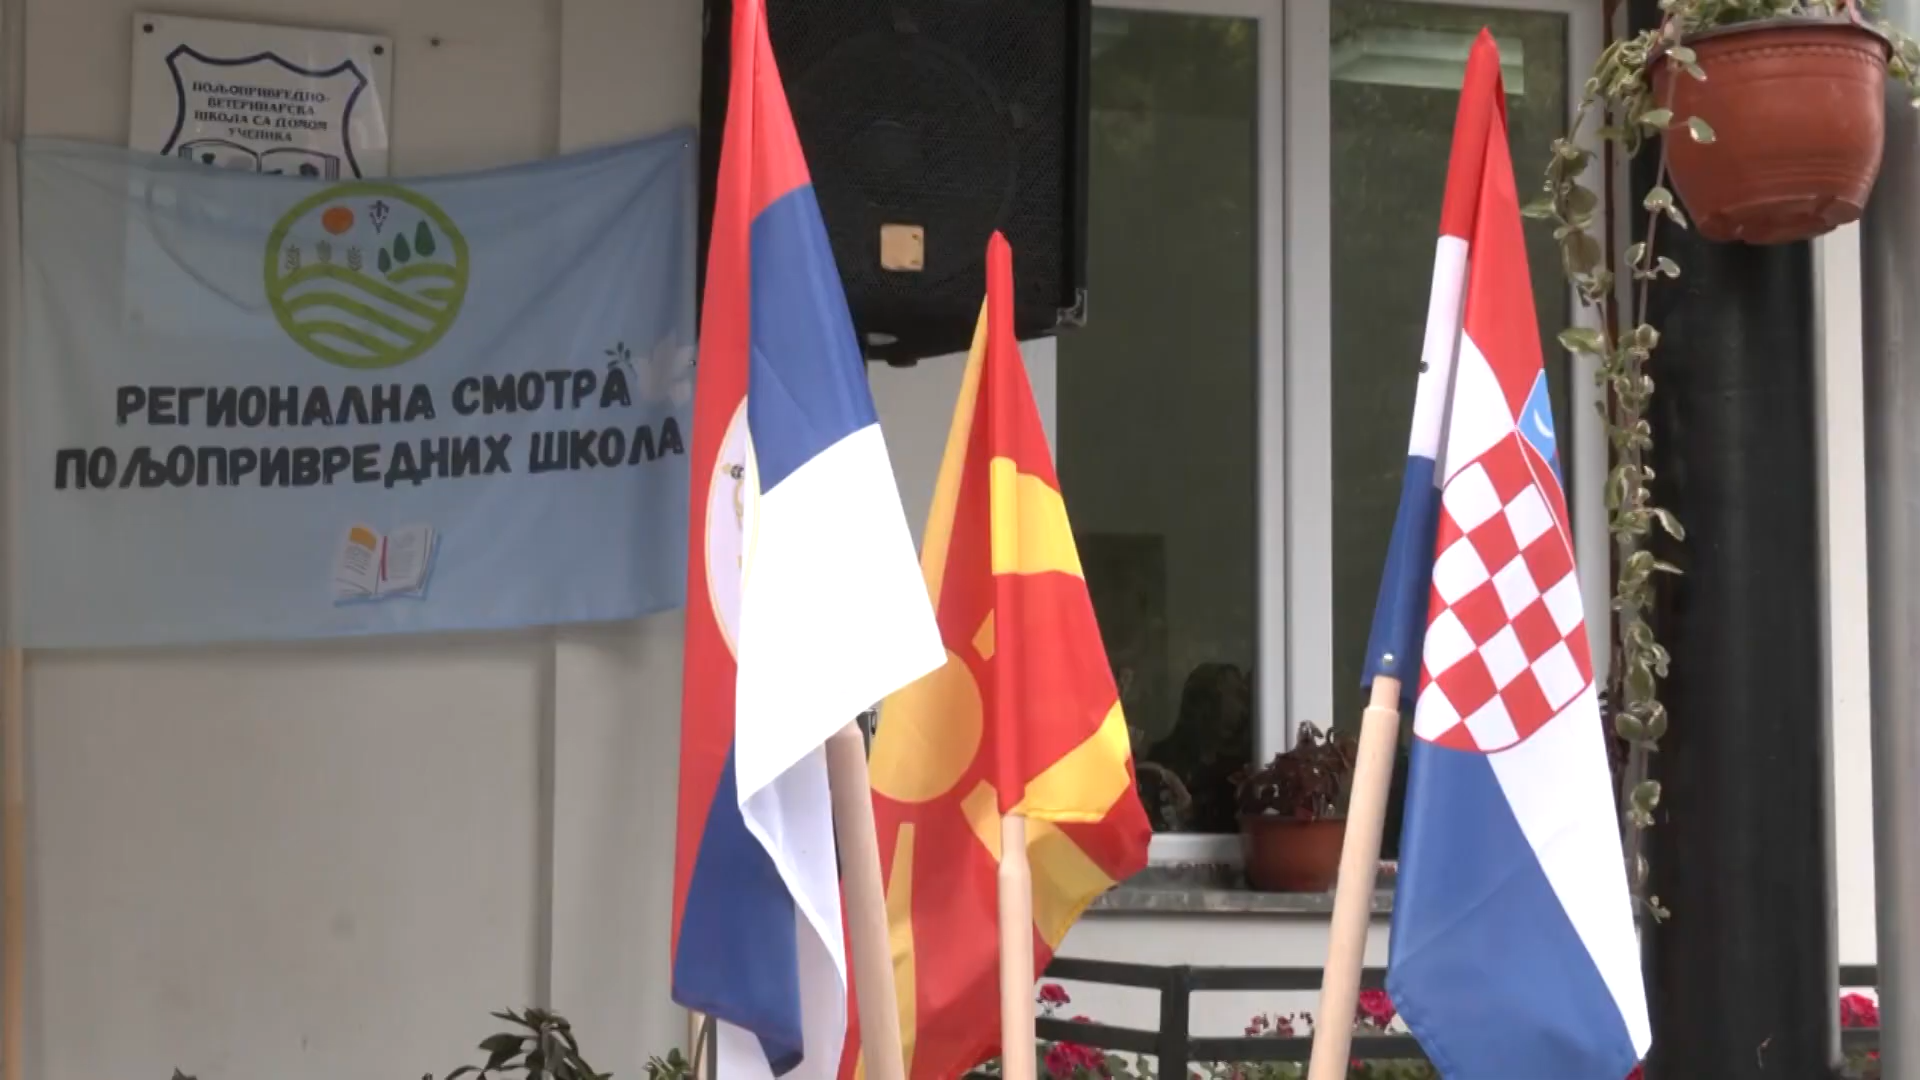 ПОЉОПРИВРЕДНО-
ВЕТЕРИНАРСКА
ШКОЛА СА ДОМОМ
УЧЕНИКА
РЕГИОНАЛНА СМОТРА
ПОЉОПРИВРЕДНИХ ШКОЛА